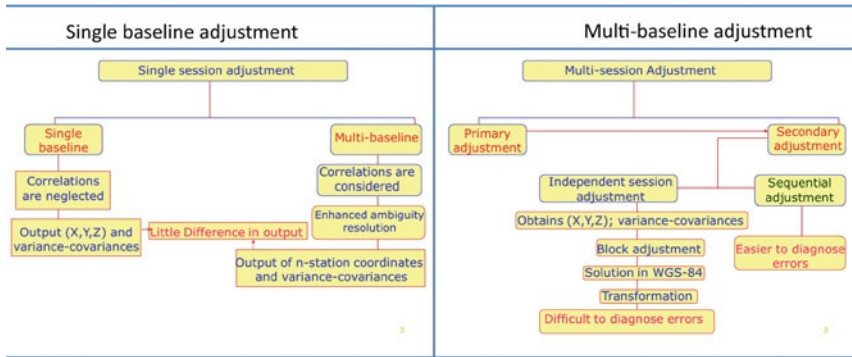 Single baseline adjustment
Single session adjustment
Single
baseline
Multi-baseline
Correlations
are neglected
Correlations are
considered
Enhanced ambiguity
resolution
Output (X,Y,Z) and
variance-covariances
Little Difference in output
Output of n-station coordinates
and variance-covariances
3
Multi-baseline adjustment
Multi-session Adjustment
Primary
adjustment
Secondary
adjustment
Independent session
adjustment
Sequential
adjustment
Obtains (X,Y,Z); variance-covariances
Block adjustment
Easier to diagnose
errors
Solution in WGS-84
Transformation
Difficult to diagnose errors
3